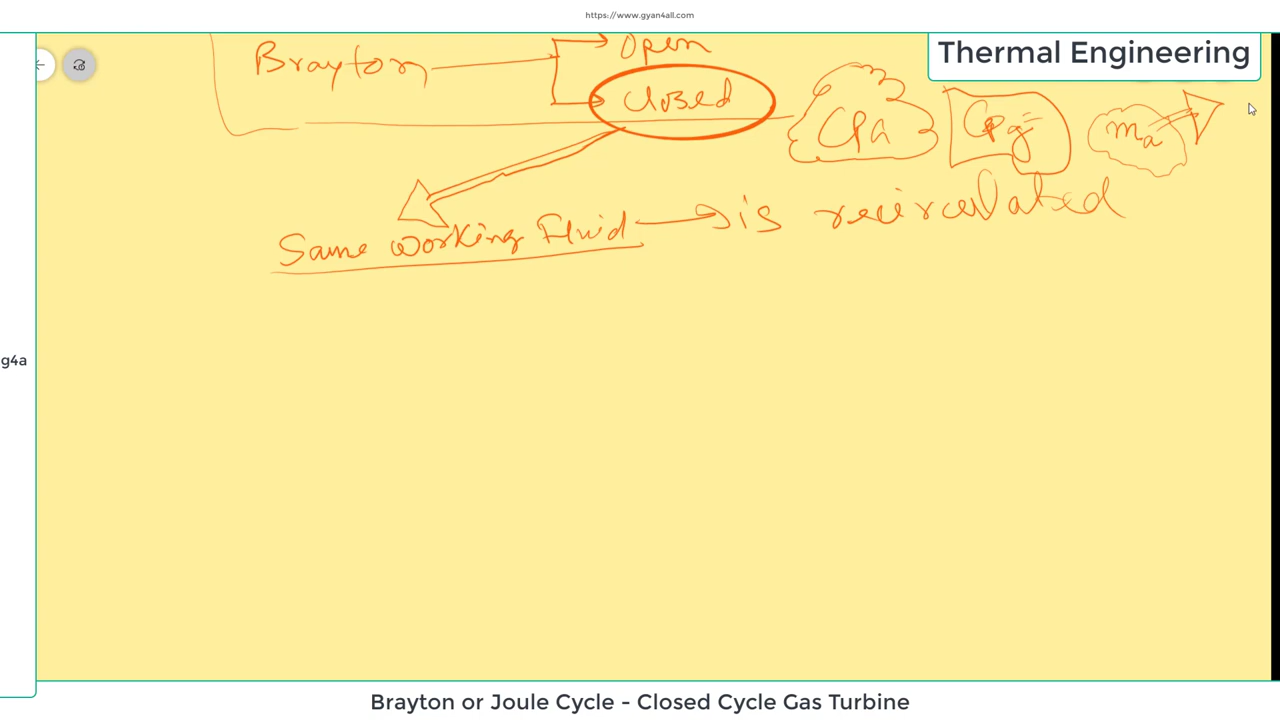 https://www.gyan4all.com
Thermal Engineering
Brayton
Open
Closed
Cpa
Cpg=
ma
Same working Fluid is recirculated
g4a
Brayton or Joule Cycle - Closed Cycle Gas Turbine